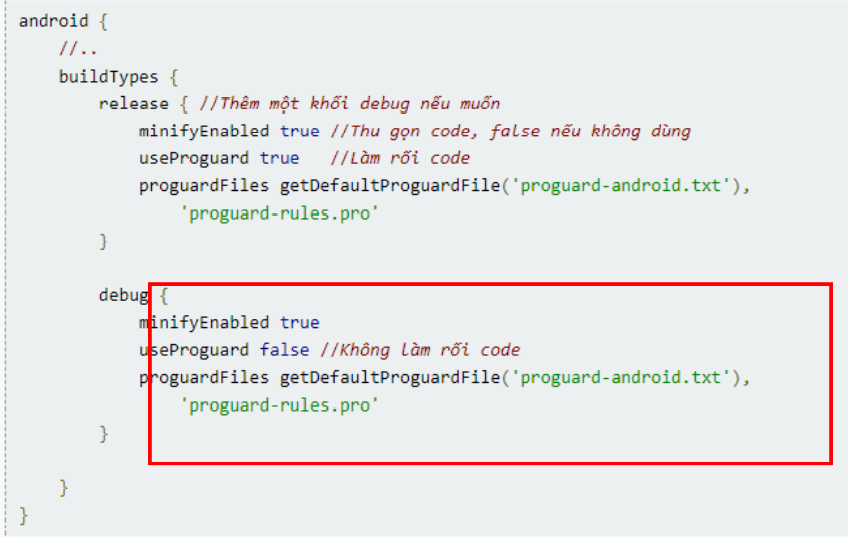 android {
//..
buildTypes {
release { //Thêm một khối debug nếu muốn
minifyEnabled true //Thu gọn code, false nếu không dùng
useProguard true //Làm rối code
proguardFiles getDefaultProguardFile('proguard-android.txt'),
'proguard-rules.pro'
}
debug {
minifyEnabled true
useProguard false //Không làm rối code
proguardFiles getDefaultProguardFile('proguard-android.txt'),
'proguard-rules.pro'
}
}
}